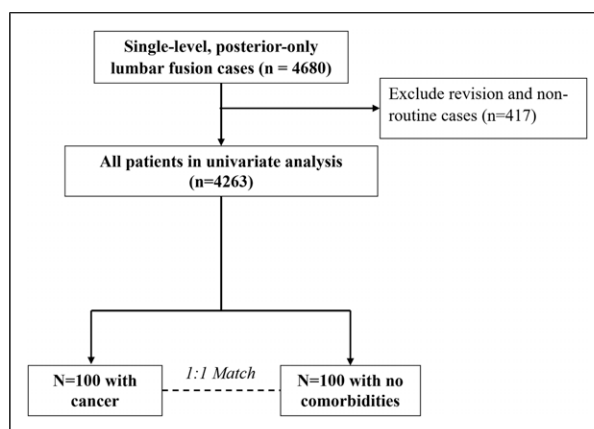 Single-level, posterior-only
lumbar fusion cases (n = 4680)
Exclude revision and non-
routine cases (n=417)
All patients in univariate analysis
(n=4263)
N=100 with
cancer
1:1 Match
N=100 with no
comorbidities